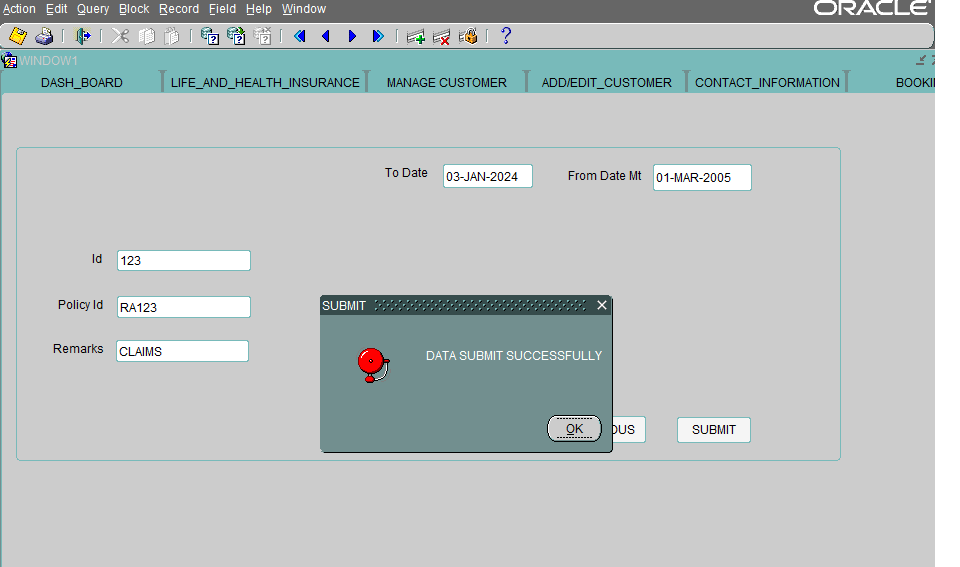 Action Edit Query Block Record Field Help Window
ORACLE
WINDOW1
DASH_BOARD LIFE_AND_HEALTH_INSURANCE MANAGE CUSTOMER ADD/EDIT_CUSTOMER CONTACT_INFORMATION BOOKI
To Date 03-JAN-2024 From Date Mt 01-MAR-2005
Id 123
Policy Id RA123
Remarks CLAIMS
SUBMIT
DATA SUBMIT SUCCESSFULLY
OK
OUS SUBMIT